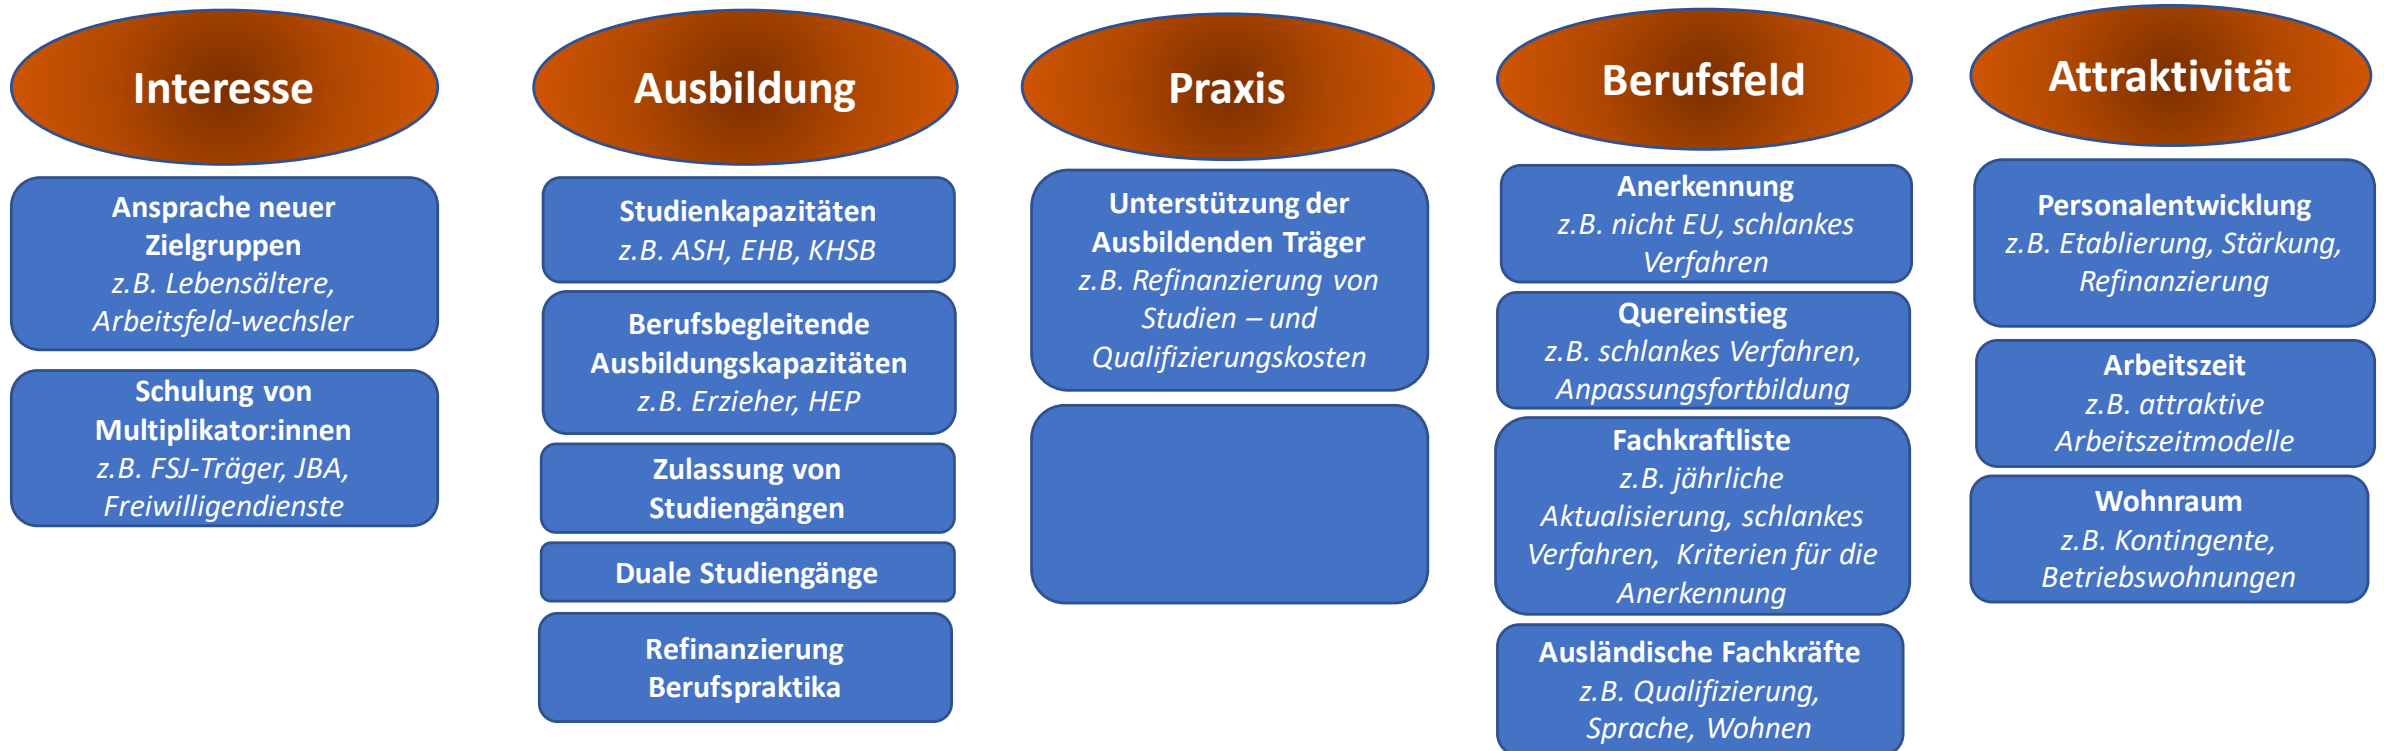 Interesse
Ansprache neuer
Zielgruppen
z.B. Lebensältere,
Arbeitsfeld-wechsler
Schulung von
Multiplikator:innen
z.B. FSJ-Träger, JBA,
Freiwilligendienste
Ausbildung
Studienkapazitäten
z.B. ASH, EHB, KHSB
Berufsbegleitende
Ausbildungskapazitäten
z.B. Erzieher, HEP
Zulassung von
Studiengängen
Duale Studiengänge
Refinanzierung
Berufspraktika
Praxis
Unterstützung der
Ausbildenden Träger
z.B. Refinanzierung von
Studien – und
Qualifizierungskosten
Berufsfeld
Anerkennung
z.B. nicht EU, schlankes
Verfahren
Quereinstieg
z.B. schlankes Verfahren,
Anpassungsfortbildung
Fachkraftliste
z.B. jährliche
Aktualisierung, schlankes
Verfahren, Kriterien für die
Anerkennung
Ausländische Fachkräfte
z.B. Qualifizierung,
Sprache, Wohnen
Attraktivität
Personalentwicklung
z.B. Etablierung, Stärkung,
Refinanzierung
Arbeitszeit
z.B. attraktive
Arbeitszeitmodelle
Wohnraum
z.B. Kontingente,
Betriebswohnungen